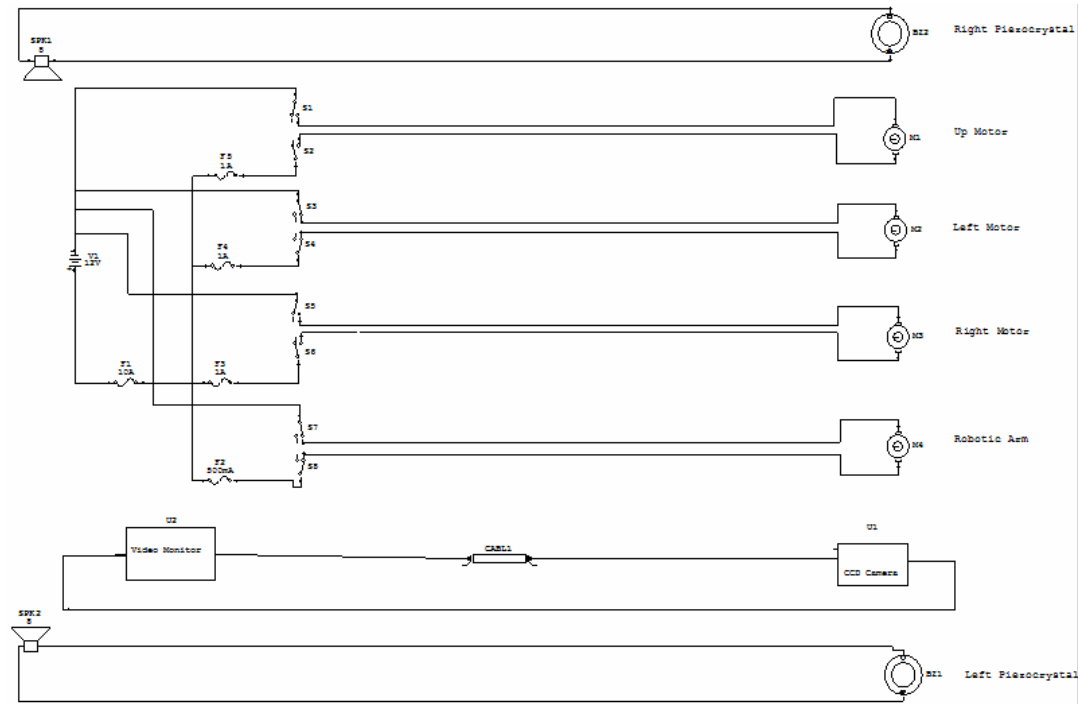 SPK1
8
BZ2 Right Piezocrystal
S1
M1 Up Motor
S2
1A
S3
M2 Left Motor
S4
F4
1A
V1
12V
S5
M3 Right Motor
S6
F1
10A
F3
1A
S7
M4 Robotic Arm
S8
F2
500mA
U2
Video Monitor
U1
CABL1
CCD Camera
SPK2
8
BZ1 Left Piezocrystal